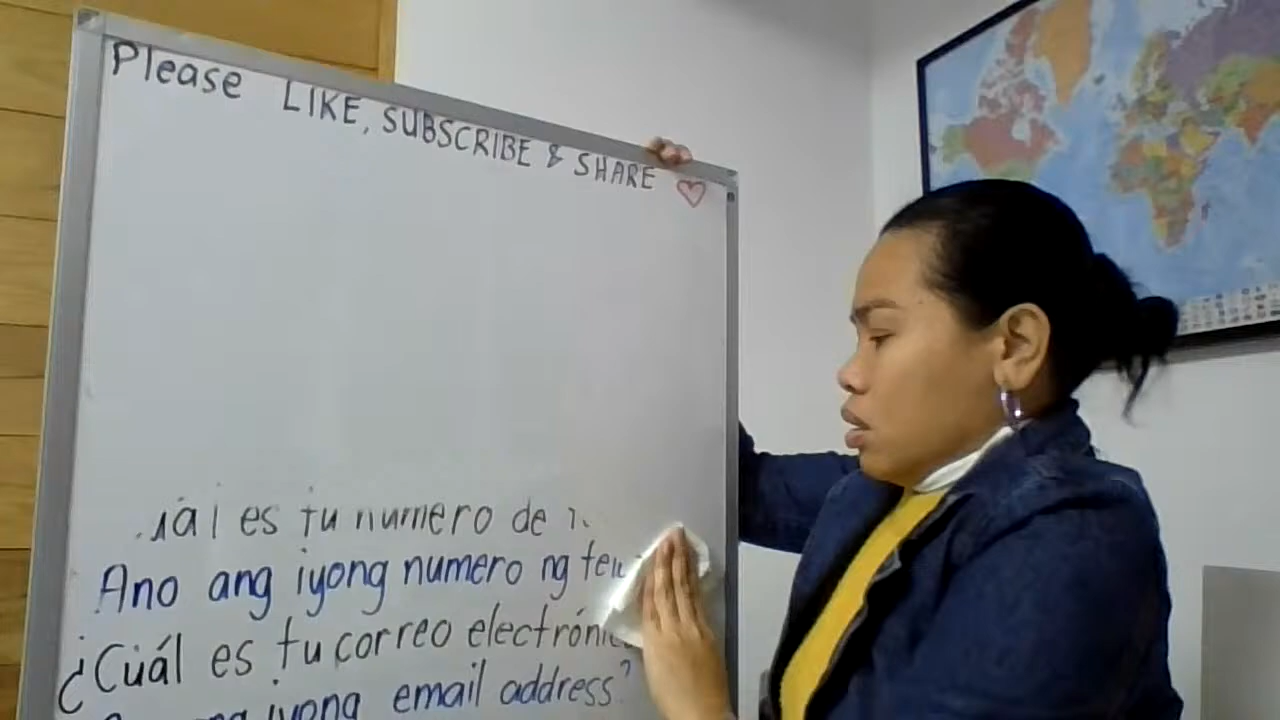 Please LIKE, SUBSCRIBE & SHARE
es tu numero de
Ano ang iyong numero ng
¿Cuál es tu correo
iyong email address?